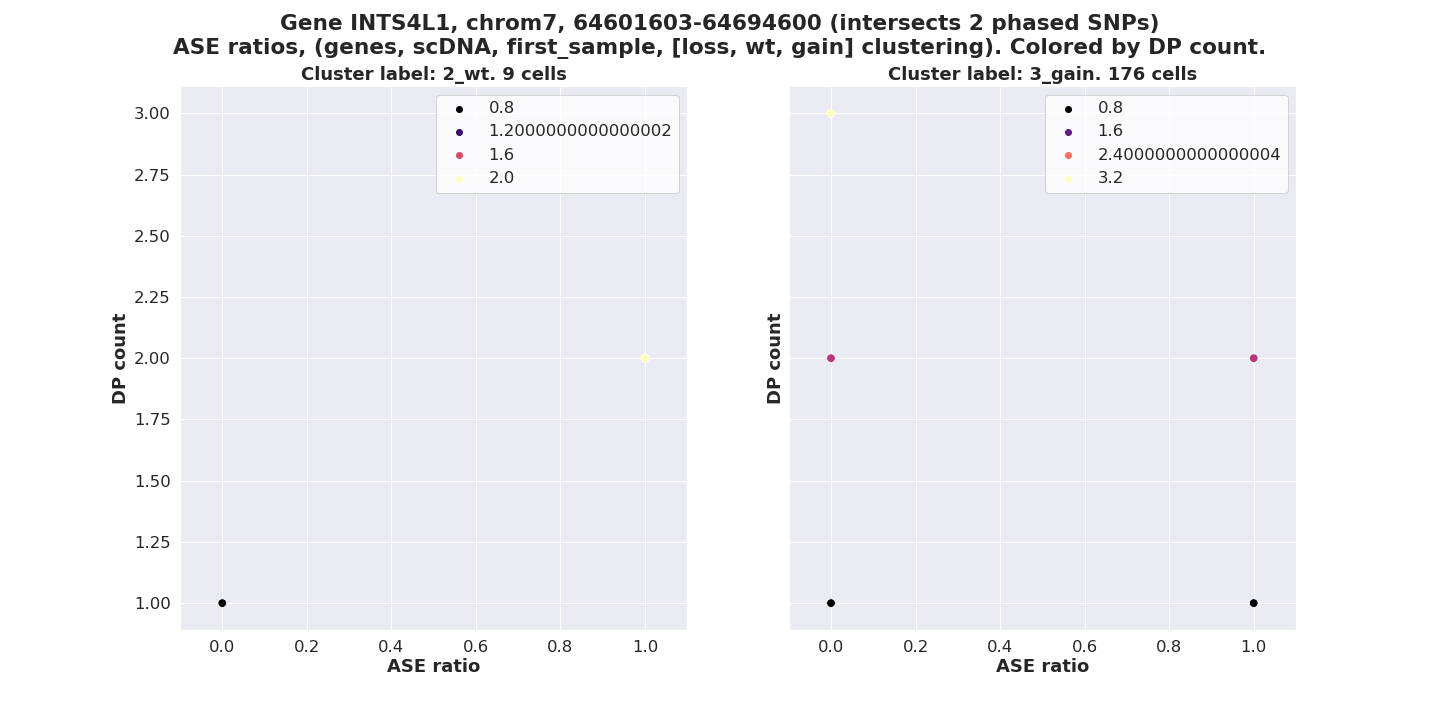 Gene INTS4L1, chrom7, 64601603-64694600 (intersects 2 phased SNPs)
ASE ratios, (genes, scDNA, first_sample, [loss, wt, gain] clustering). Colored by DP count.
Cluster label: 2_wt. 9 cells
0.8
1.2000000000000002
1.6
2.0
3.00
2.75
2.50
2.25
2.00
1.75
1.50
1.25
1.00
DP count
0.0 0.2 0.4 0.6 0.8 1.0
ASE ratio
Cluster label: 3_gain. 176 cells
0.8
1.6
2.4000000000000004
3.2
DP count
0.0 0.2 0.4 0.6 0.8 1.0
ASE ratio